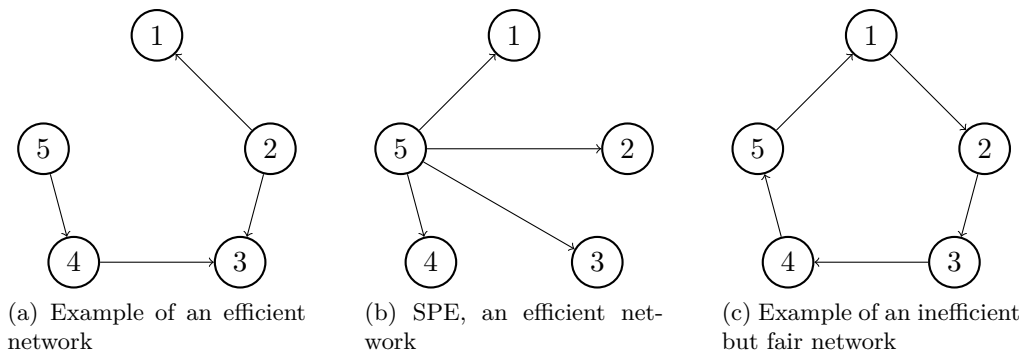 1
5
2
4
3
(a) Example of an efficient
network
1
5
2
4
3
(b) SPE, an efficient net-
work
1
5
2
4
3
(c) Example of an inefficient
but fair network